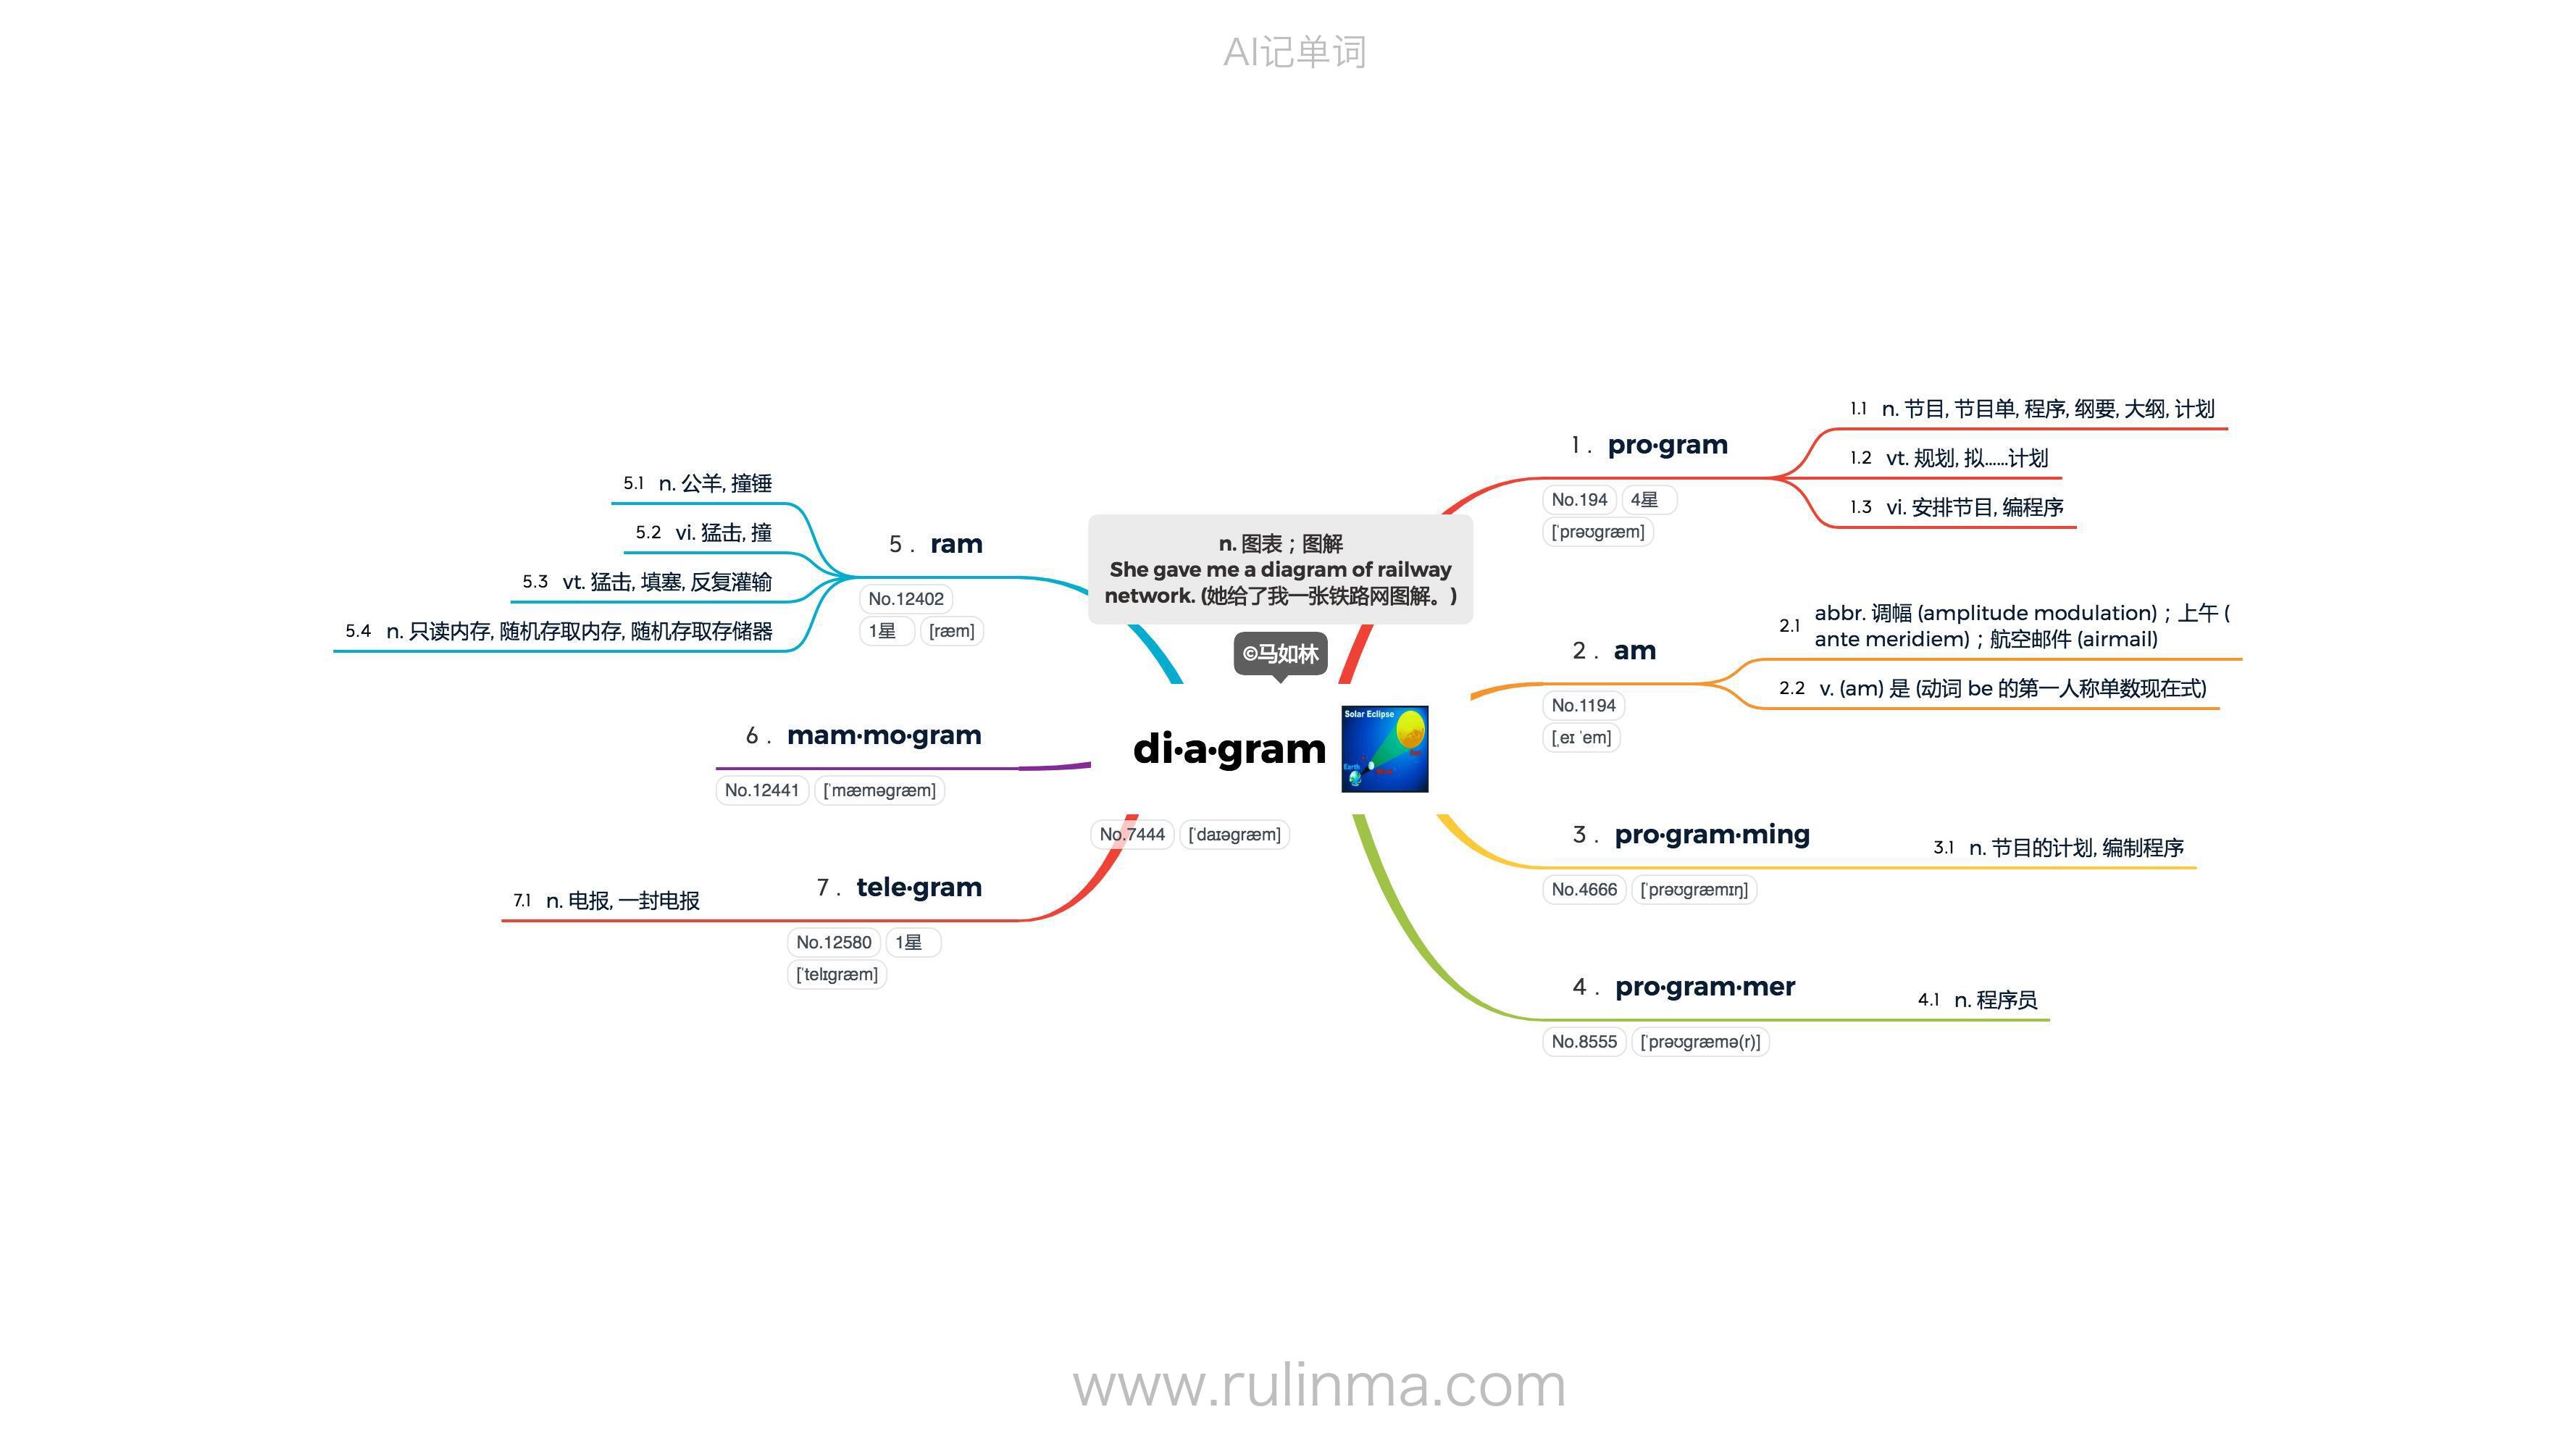 AI记单词
n. 图表；图解
She gave me a diagram of railway
network. (她给了我一张铁路网图解。)
©马如林
di·a·gram
Solar Eclipse
Earth
No.7444 [ˈdaɪəgræm]
1. pro·gram
No.194 4星
[ˈprəʊgræm]
1.1 n. 节目, 节目单, 程序, 纲要, 大纲, 计划
1.2 vt. 规划, 拟……计划
1.3 vi. 安排节目, 编程序
2. am
No.1194
[ˌeɪ ˈem]
2.1 abbr. 调幅 (amplitude modulation)；上午 (
ante meridiem)；航空邮件 (airmail)
2.2 v. (am) 是 (动词 be 的第一人称单数现在式)
3. pro·gram·ming
No.4666 [ˈprəʊgræmɪŋ]
3.1 n. 节目的计划, 编制程序
4. pro·gram·mer
No.8555 [ˈprəʊgræmə(r)]
4.1 n. 程序员
5. ram
No.12402
1星 [ræm]
5.1 n. 公羊, 撞锤
5.2 vi. 猛击, 撞
5.3 vt. 猛击, 填塞, 反复灌输
5.4 n. 只读内存, 随机存取内存, 随机存取存储器
6. mam·mo·gram
No.12441 [ˈmæməgræm]
7. tele·gram
No.12580 1星
[ˈtelɪgræm]
7.1 n. 电报, 一封电报
www.rulinma.com